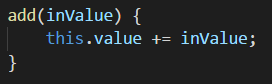 add(inValue) {
    this.value += inValue;
}